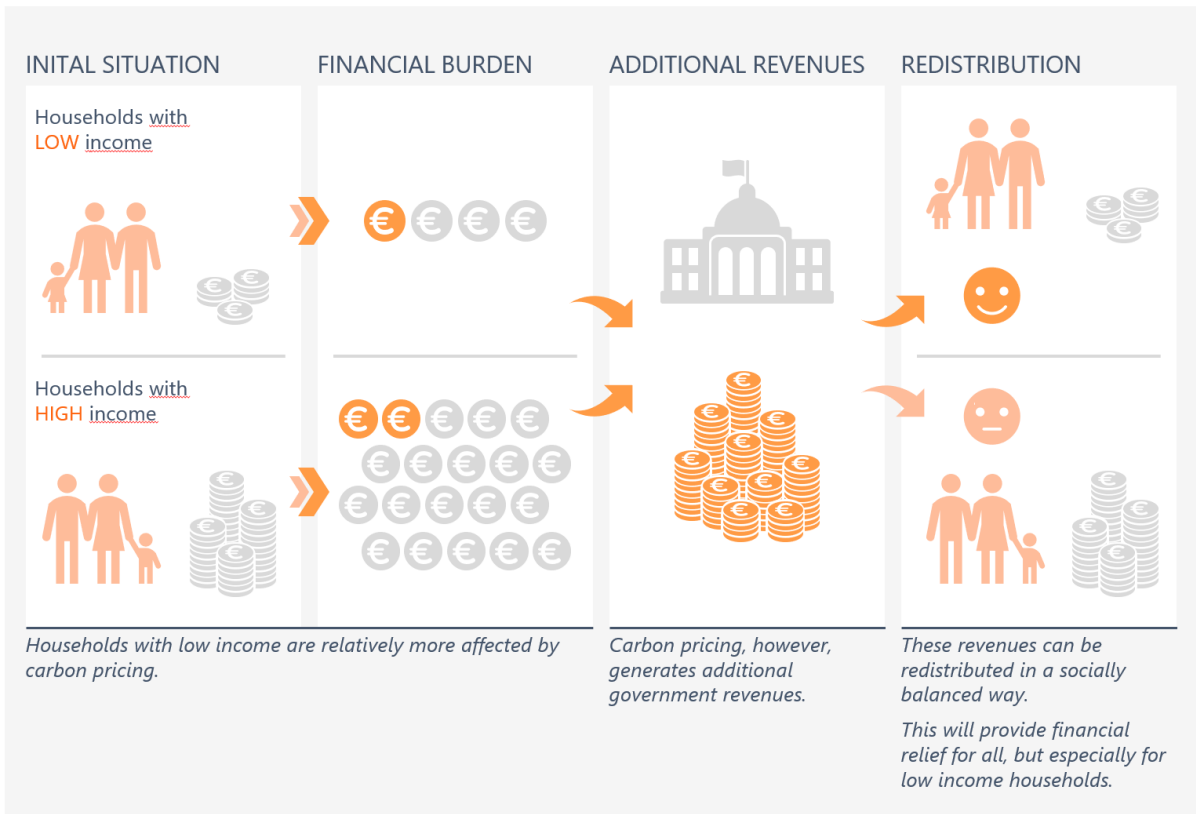 INITAL SITUATION
FINANCIAL BURDEN
ADDITIONAL REVENUES
REDISTRIBUTION
Households with
LOW income
Households with
HIGH income
Households with low income are relatively more affected by
carbon pricing.
Carbon pricing, however,
generates additional
government revenues.
These revenues can be
redistributed in a socially
balanced way.
This will provide financial
relief for all, but especially for
low income households.